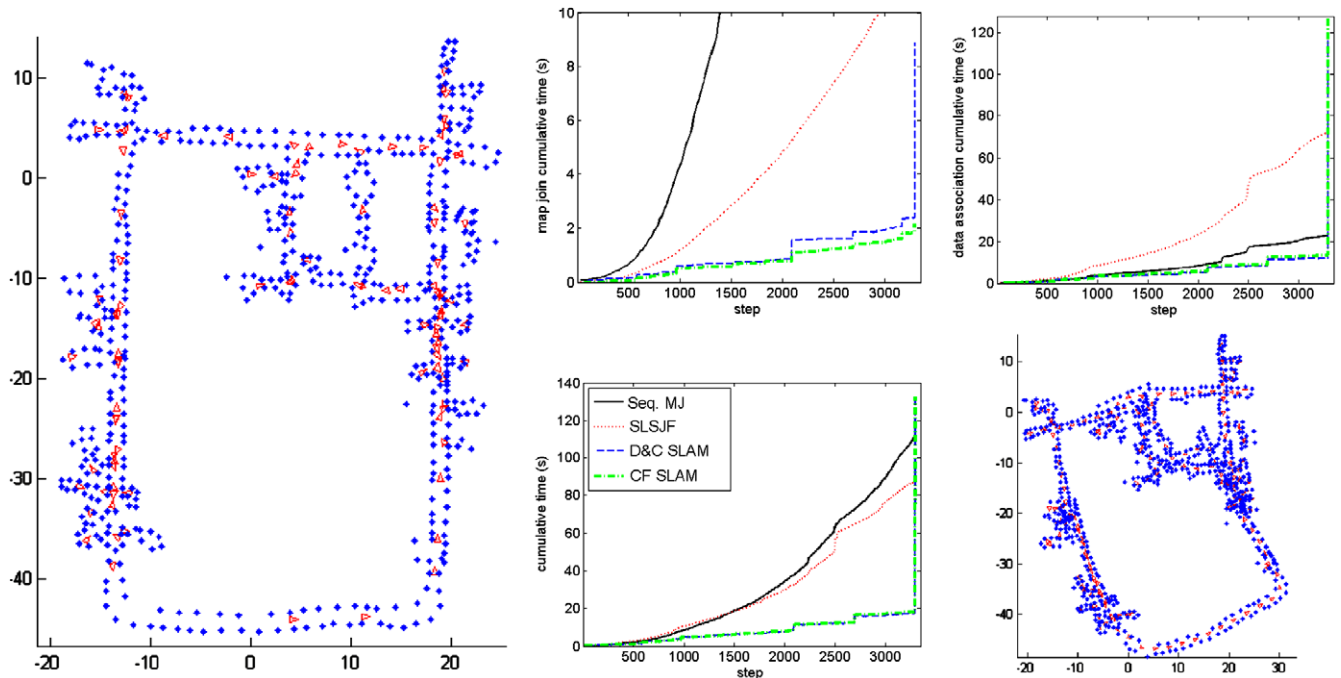 10
0
-10
-20
-30
-40
-20 -10 0 10 20
map join cumulative time (s)
10
8
6
4
2
0
500 1000 1500 2000 2500 3000
step
data association cumulative time (s)
120
100
80
60
40
20
0
500 1000 1500 2000 2500 3000
step
cumulative time (s)
140
120
100
80
60
40
20
0
Seq. MJ
SLSJF
D&C SLAM
CF SLAM
500 1000 1500 2000 2500 3000
step
10
0
-10
-20
-30
-40
-20 -10 0 10 20 30